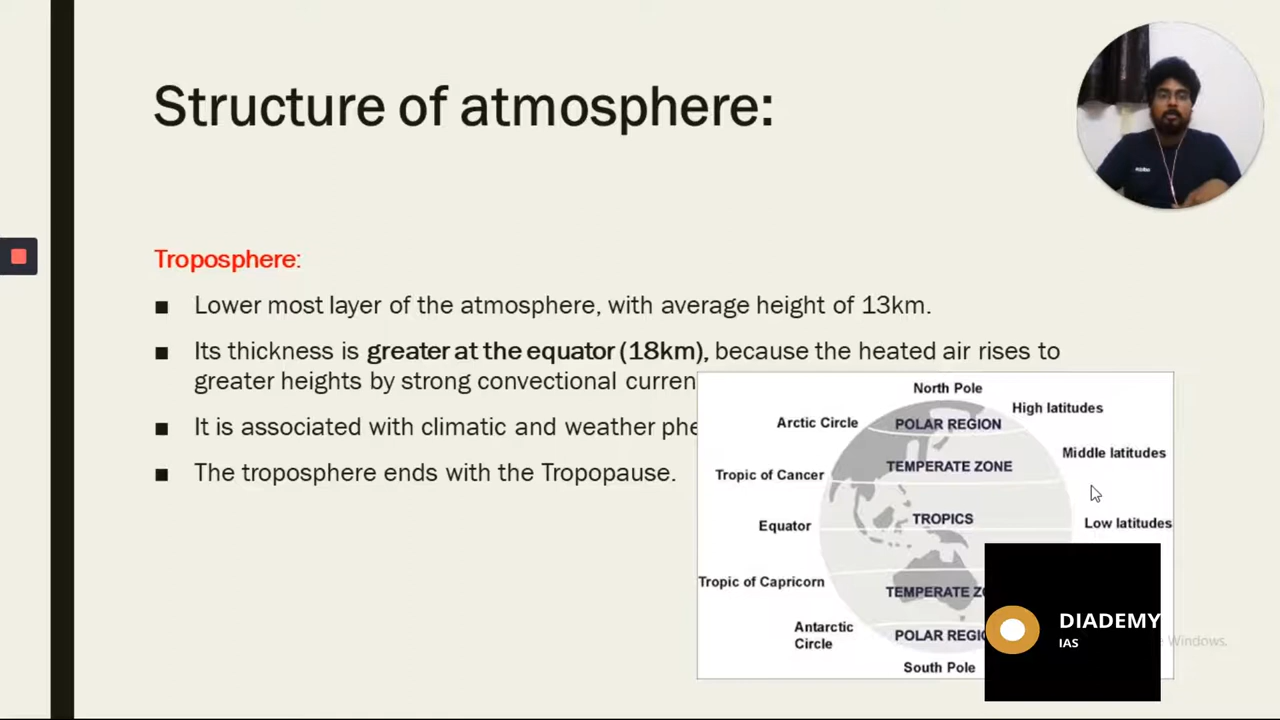 Structure of atmosphere:
Troposphere:
■ Lower most layer of the atmosphere, with average height of 13km.
■ Its thickness is greater at the equator (18km), because the heated air rises to
greater heights by strong convectional
■ It is associated with climatic and weather
■ The troposphere ends with the Tropopause.
North Pole
High latitudes
Arctic Circle
POLAR REGION
Middle latitudes
TEMPERATE ZONE
Tropic of Cancer
TROPICS
Equator
Low latitudes
Tropic of Capricorn
TEMPERATE
Antarctic
Circle
POLAR
South Pole
DIADEMY
IAS
Windows.